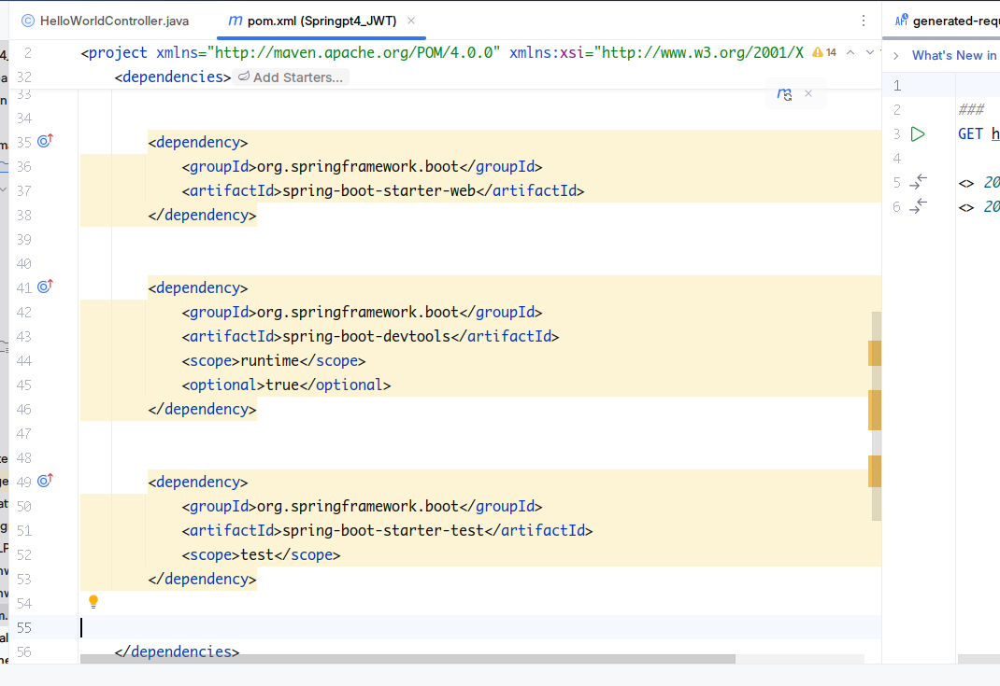 HelloWorldController.java
pom.xml (Springpt4_JWT)
2 <project xmlns="http://maven.apache.org/POM/4.0.0" xmlns:xsi="http://www.w3.org/2001/X 14
32 <dependencies> Add Starters...
33
34
35 <dependency>
36 <groupId>org.springframework.boot</groupId>
37 <artifactId>spring-boot-starter-web</artifactId>
38 </dependency>
39
40
41 <dependency>
42 <groupId>org.springframework.boot</groupId>
43 <artifactId>spring-boot-devtools</artifactId>
44 <scope>runtime</scope>
45 <optional>true</optional>
46 </dependency>
47
48
49 <dependency>
50 <groupId>org.springframework.boot</groupId>
51 <artifactId>spring-boot-starter-test</artifactId>
52 <scope>test</scope>
53 </dependency>
54
55
56 </dependencies>
API generated-requ
What's New in
1
2 ###
3 GET h
4
5 <> 20
6 <> 20